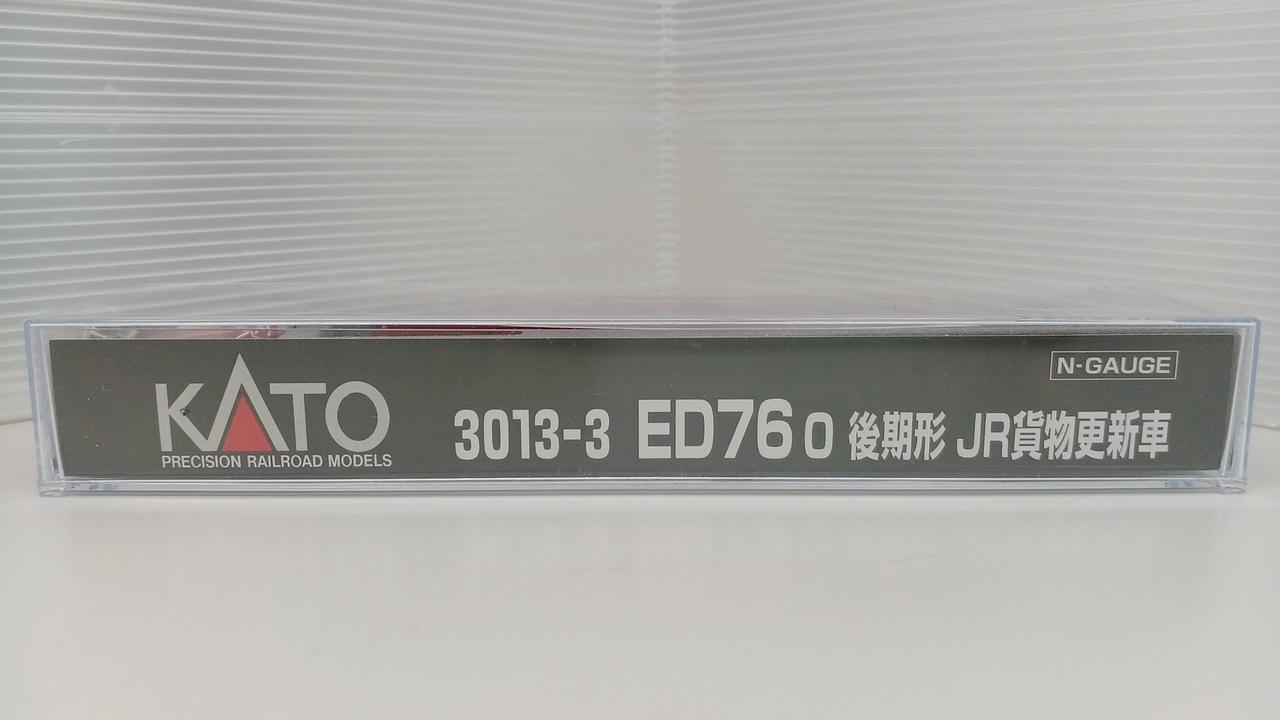 N-GAUGE
KATO
PRECISION RAILROAD MODELS
3013-3 ED76 0 後期形 JR貨物更新車